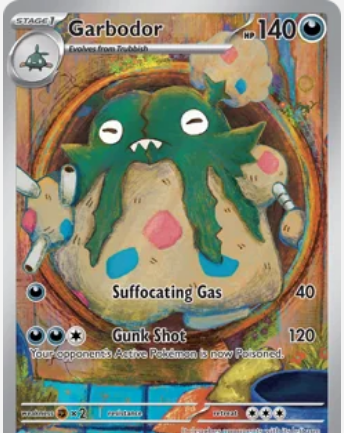 STAGE 1
Garbodor
HP 140
Evolves from Trubbish
Suffocating Gas 40
Gunk Shot 120
Your opponent's Active Pokémon is now Poisoned.
weakness ×2 resistance retreat